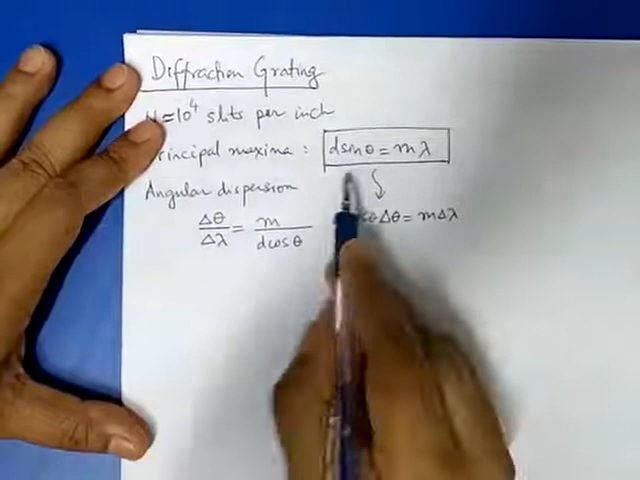 Diffraction Grating
N ≈ 10⁴ slits per inch
rincipal maxima : dsinθ = mλ
Angular dispersion
Δθ/Δλ = m/dcosθ
θ Δθ = mΔλ